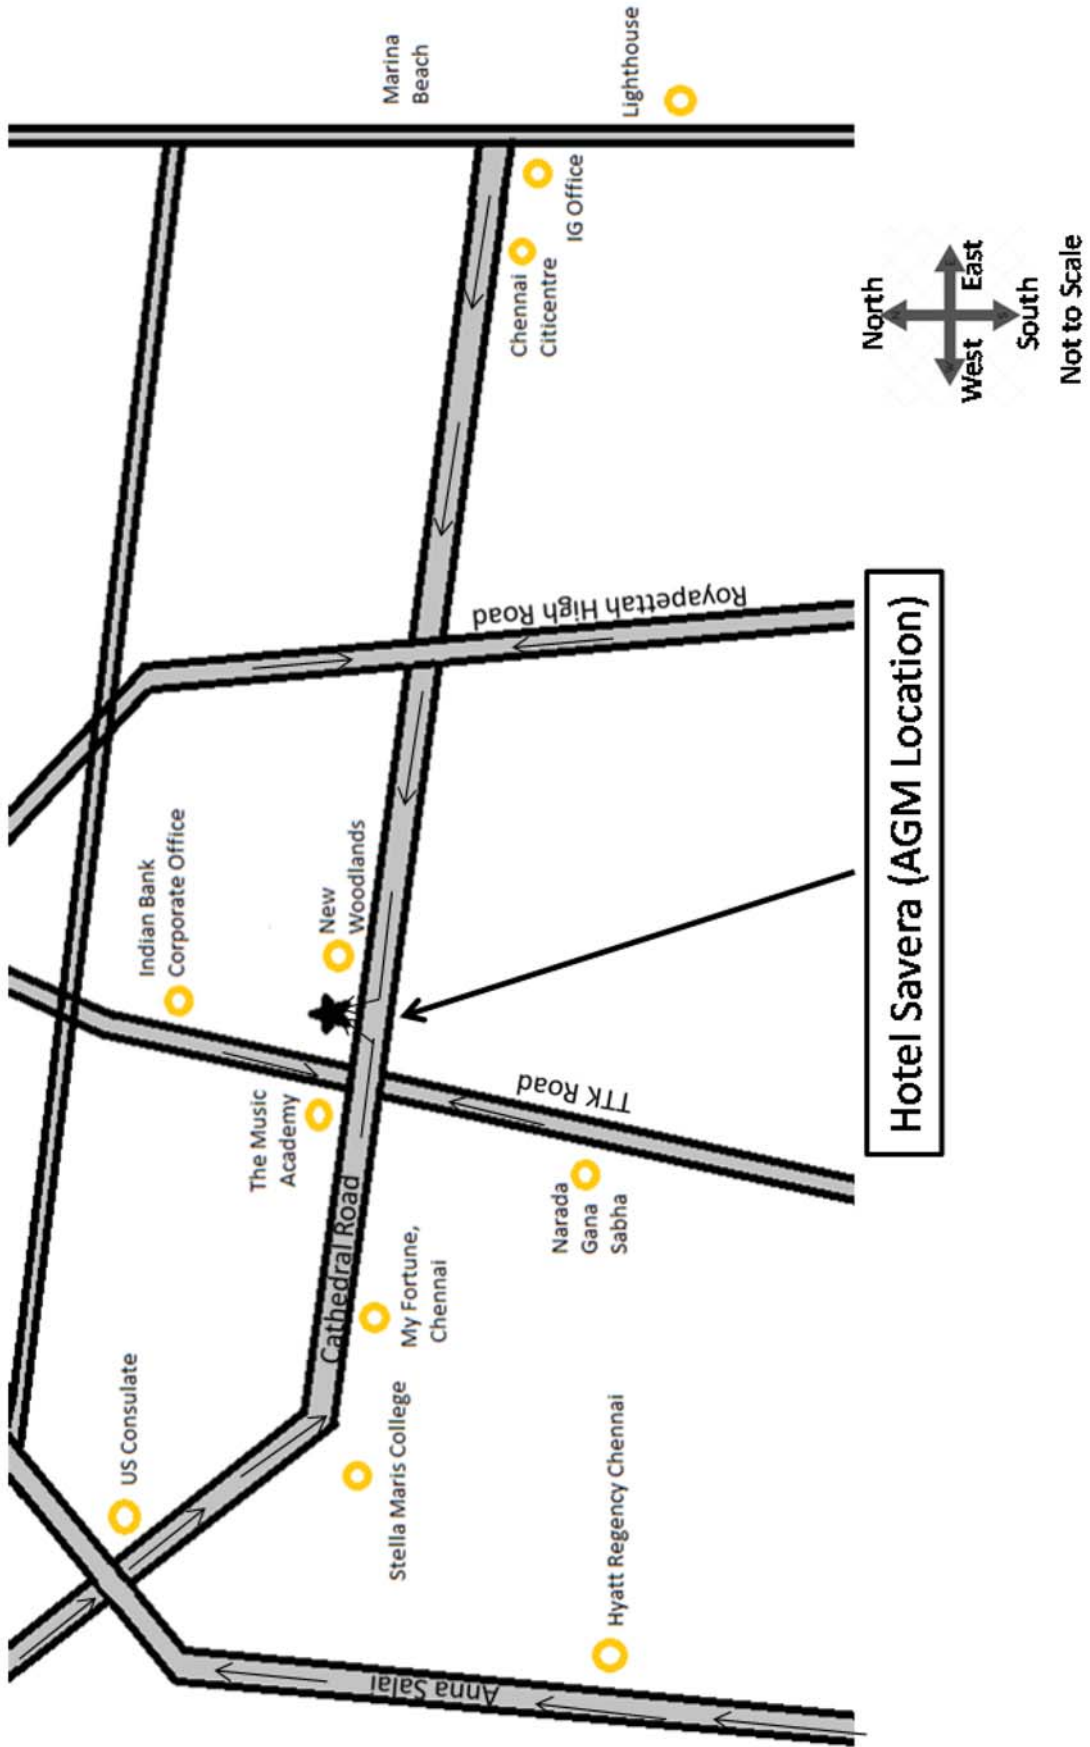 US Consulate
Stella Maris College
Hyatt Regency Chennai
Anna Salai
Cathedral Road
My Fortune,
Chennai
The Music
Academy
Narada
Gana
Sabha
TTK Road
Indian Bank
Corporate Office
New
Woodlands
Royapettah High Road
Chennai
Citicentre
IG Office
Marina
Beach
Lighthouse
Hotel Savera (AGM Location)
North
West
East
South
Not to Scale